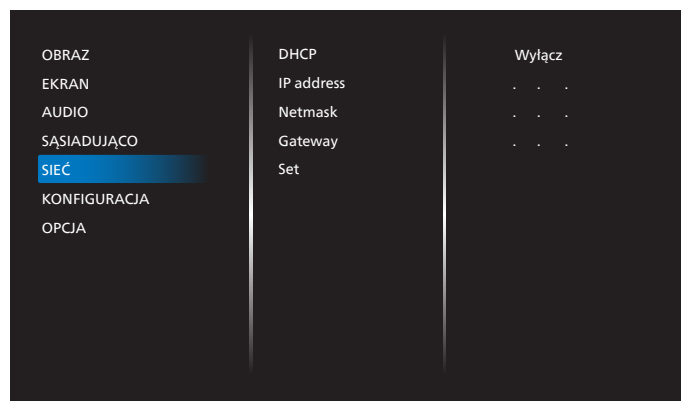 OBRAZ
EKRAN
AUDIO
SĄSIADUJĄCO
SIEĆ
KONFIGURACJA
OPCJA
DHCP Wyłącz
IP address . . .
Netmask . . .
Gateway . . .
Set